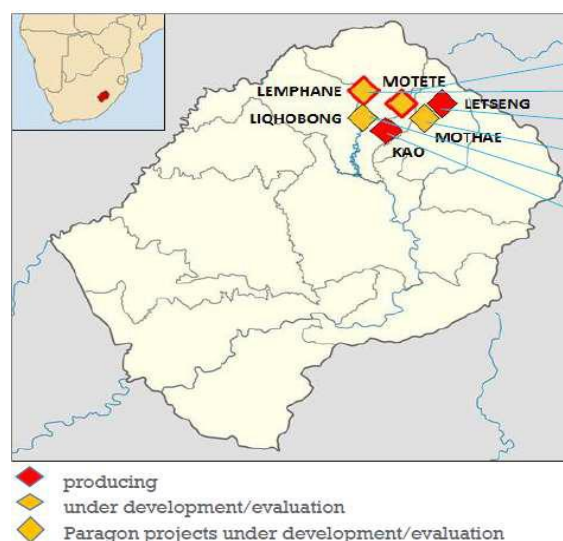 MOTETE
LEMPHANE
LETSENG
LIQHOBONG
MOTHAE
KAO
producing
under development/evaluation
Paragon projects under development/evaluation